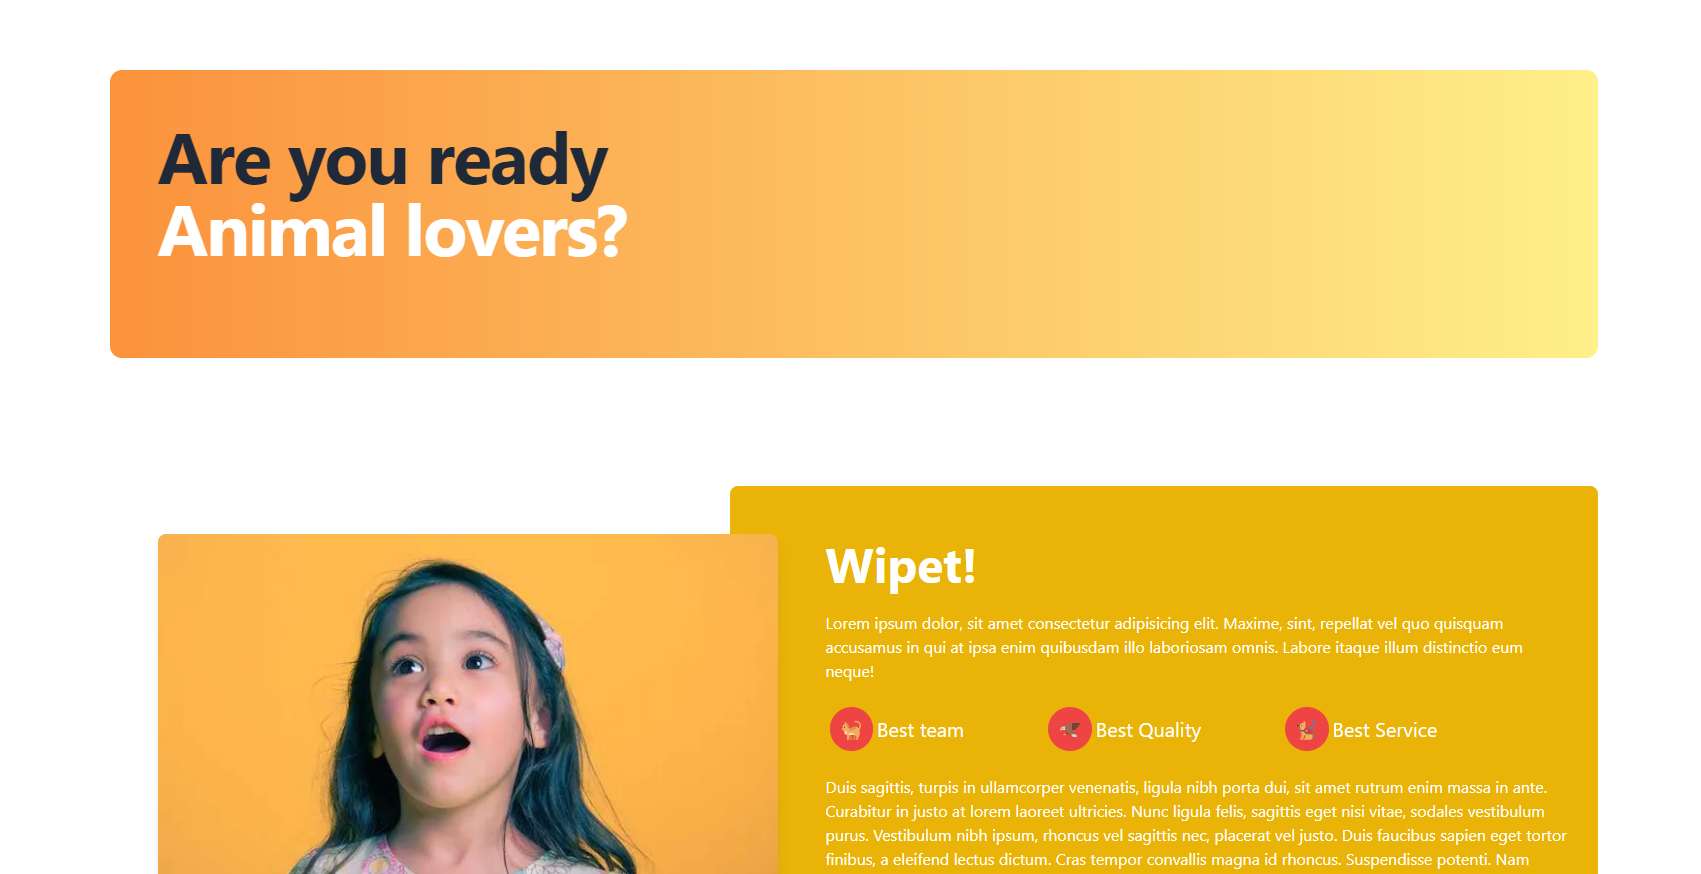 Are you ready
Animal lovers?
Wipet!
Lorem ipsum dolor, sit amet consectetur adipisicing elit. Maxime, sint, repellat vel quo quisquam
accusamus in qui at ipsa enim quibusdam illo laboriosam omnis. Labore itaque illum distinctio eum
neque!
Best team
Best Quality
Best Service
Duis sagittis, turpis in ullamcorper venenatis, ligula nibh porta dui, sit amet rutrum enim massa in ante.
Curabitur in justo at lorem laoreet ultricies. Nunc ligula felis, sagittis eget nisi vitae, sodales vestibulum
purus. Vestibulum nibh ipsum, rhoncus vel sagittis nec, placerat vel justo. Duis faucibus sapien eget tortor
finibus, a eleifend lectus dictum. Cras tempor convallis magna id rhoncus. Suspendisse potenti. Nam